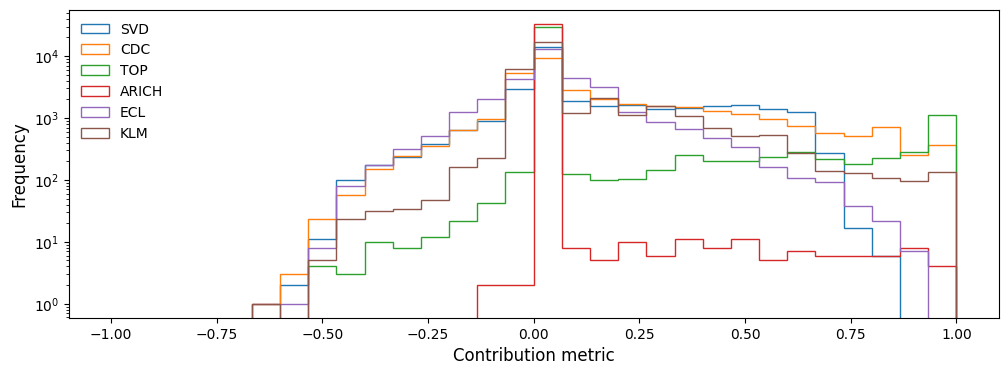 SVD
CDC
TOP
ARICH
ECL
KLM
Frequency
10⁴
10³
10²
10¹
10⁰
−1.00 −0.75 −0.50 −0.25 0.00 0.25 0.50 0.75 1.00
Contribution metric